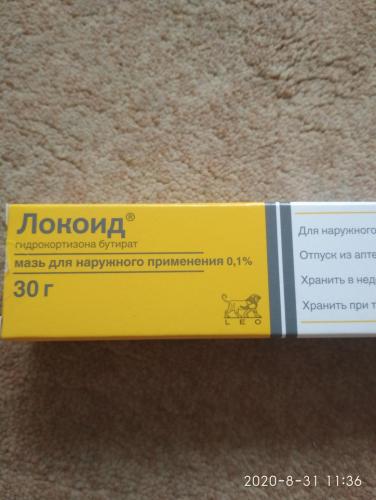 Локоид®
гидрокортизона бутират
мазь для наружного применения 0,1%
30 г
LEO
Для наружного
Отпуск из апте
Хранить в нед
Хранить при т
2020-8-31 11:36